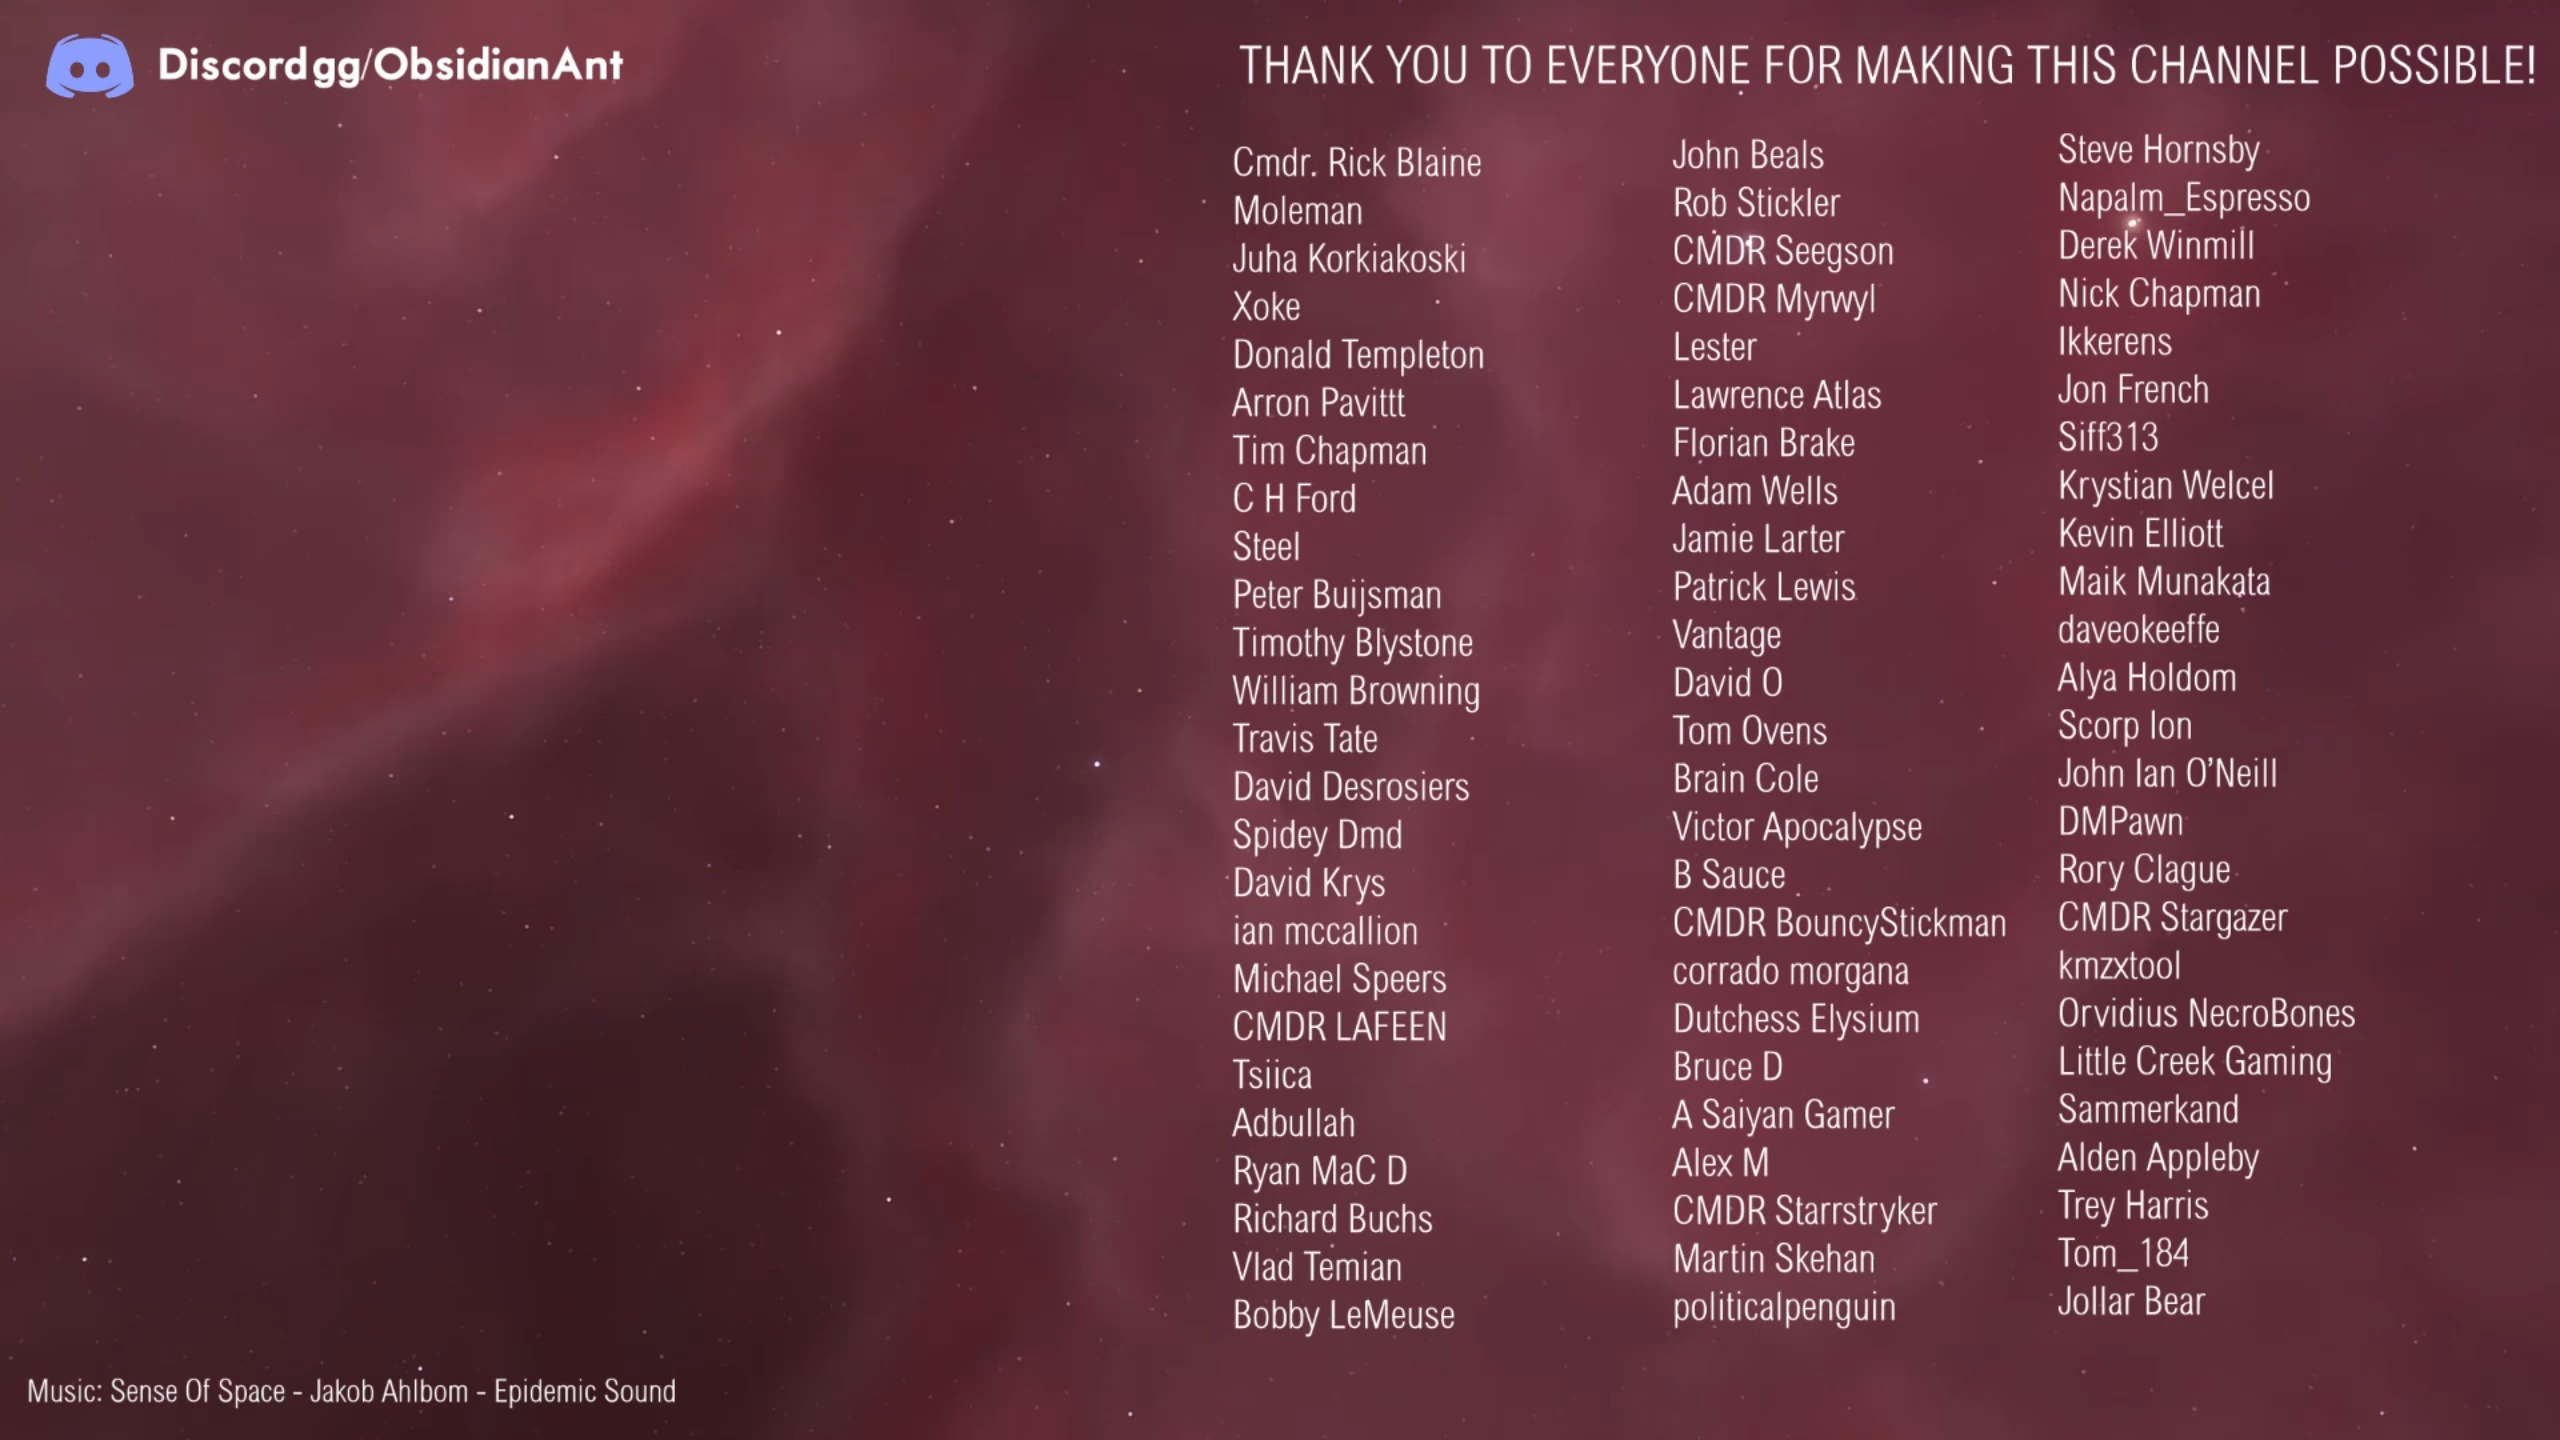 Discordgg/ObsidianAnt
THANK YOU TO EVERYONE FOR MAKING THIS CHANNEL POSSIBLE!
Cmdr. Rick Blaine
Moleman
Juha Korkiakoski
Xoke
Donald Templeton
Arron Pavittt
Tim Chapman
C H Ford
Steel
Peter Buijsman
Timothy Blystone
William Browning
Travis Tate
David Desrosiers
Spidey Dmd
David Krys
ian mccallion
Michael Speers
CMDR LAFEEN
Tsiica
Adbullah
Ryan MaC D
Richard Buchs
Vlad Temian
Bobby LeMeuse
John Beals
Rob Stickler
CMDR Seegson
CMDR Myrwyl
Lester
Lawrence Atlas
Florian Brake
Adam Wells
Jamie Larter
Patrick Lewis
Vantage
David O
Tom Ovens
Brain Cole
Victor Apocalypse
B Sauce
CMDR BouncyStickman
corrado morgana
Dutchess Elysium
Bruce D
A Saiyan Gamer
Alex M
CMDR Starrstryker
Martin Skehan
politicalpenguin
Steve Hornsby
Napalm_Espresso
Derek Winmill
Nick Chapman
Ikkerens
Jon French
Siff313
Krystian Welcel
Kevin Elliott
Maik Munakata
daveokeeffe
Alya Holdom
Scorp Ion
John Ian O’Neill
DMPawn
Rory Clague
CMDR Stargazer
kmzxtool
Orvidius NecroBones
Little Creek Gaming
Sammerkand
Alden Appleby
Trey Harris
Tom_184
Jollar Bear
Music: Sense Of Space - Jakob Ahlbom - Epidemic Sound